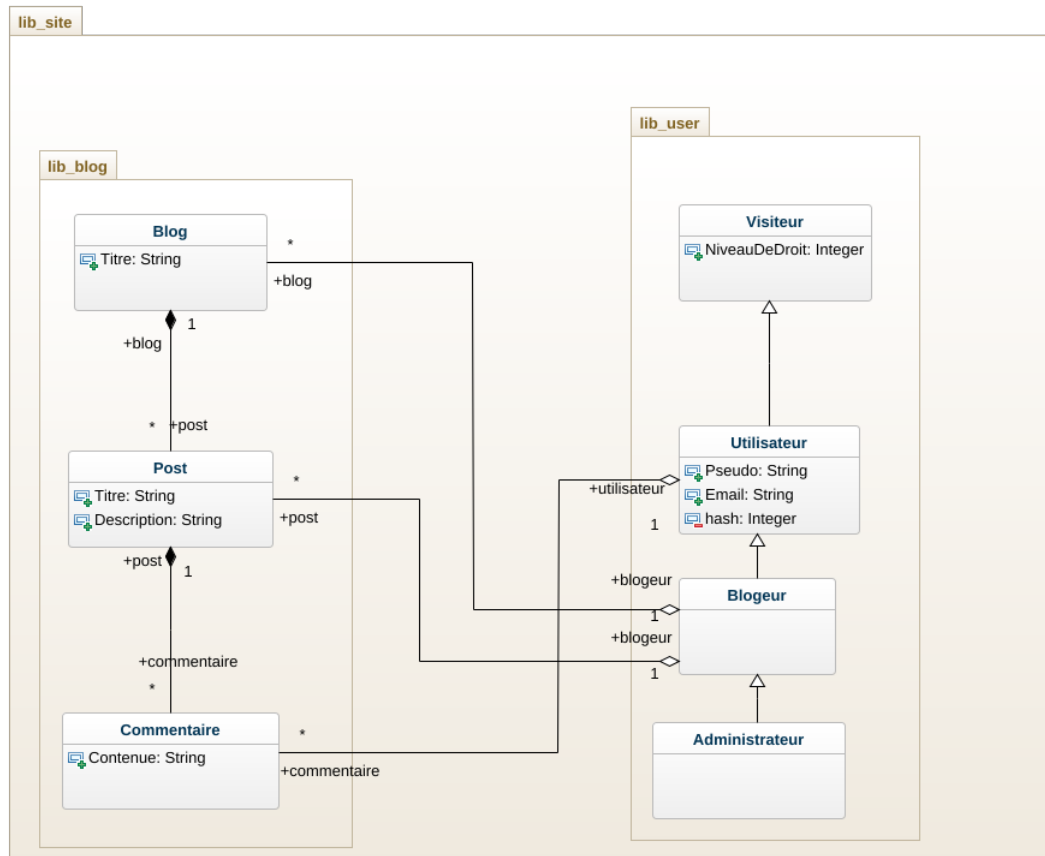 lib_site
lib_user
lib_blog
Visiteur
NiveauDeDroit: Integer
Blog
Titre: String
*
+blog
1
+blog
* +post
Utilisateur
Pseudo: String
Email: String
hash: Integer
+utilisateur
1
Post
Titre: String
Description: String
*
+post
+post
1
+blogeur
1
Blogeur
+blogeur
1
+commentaire
*
Commentaire
Contenue: String
*
+commentaire
Administrateur